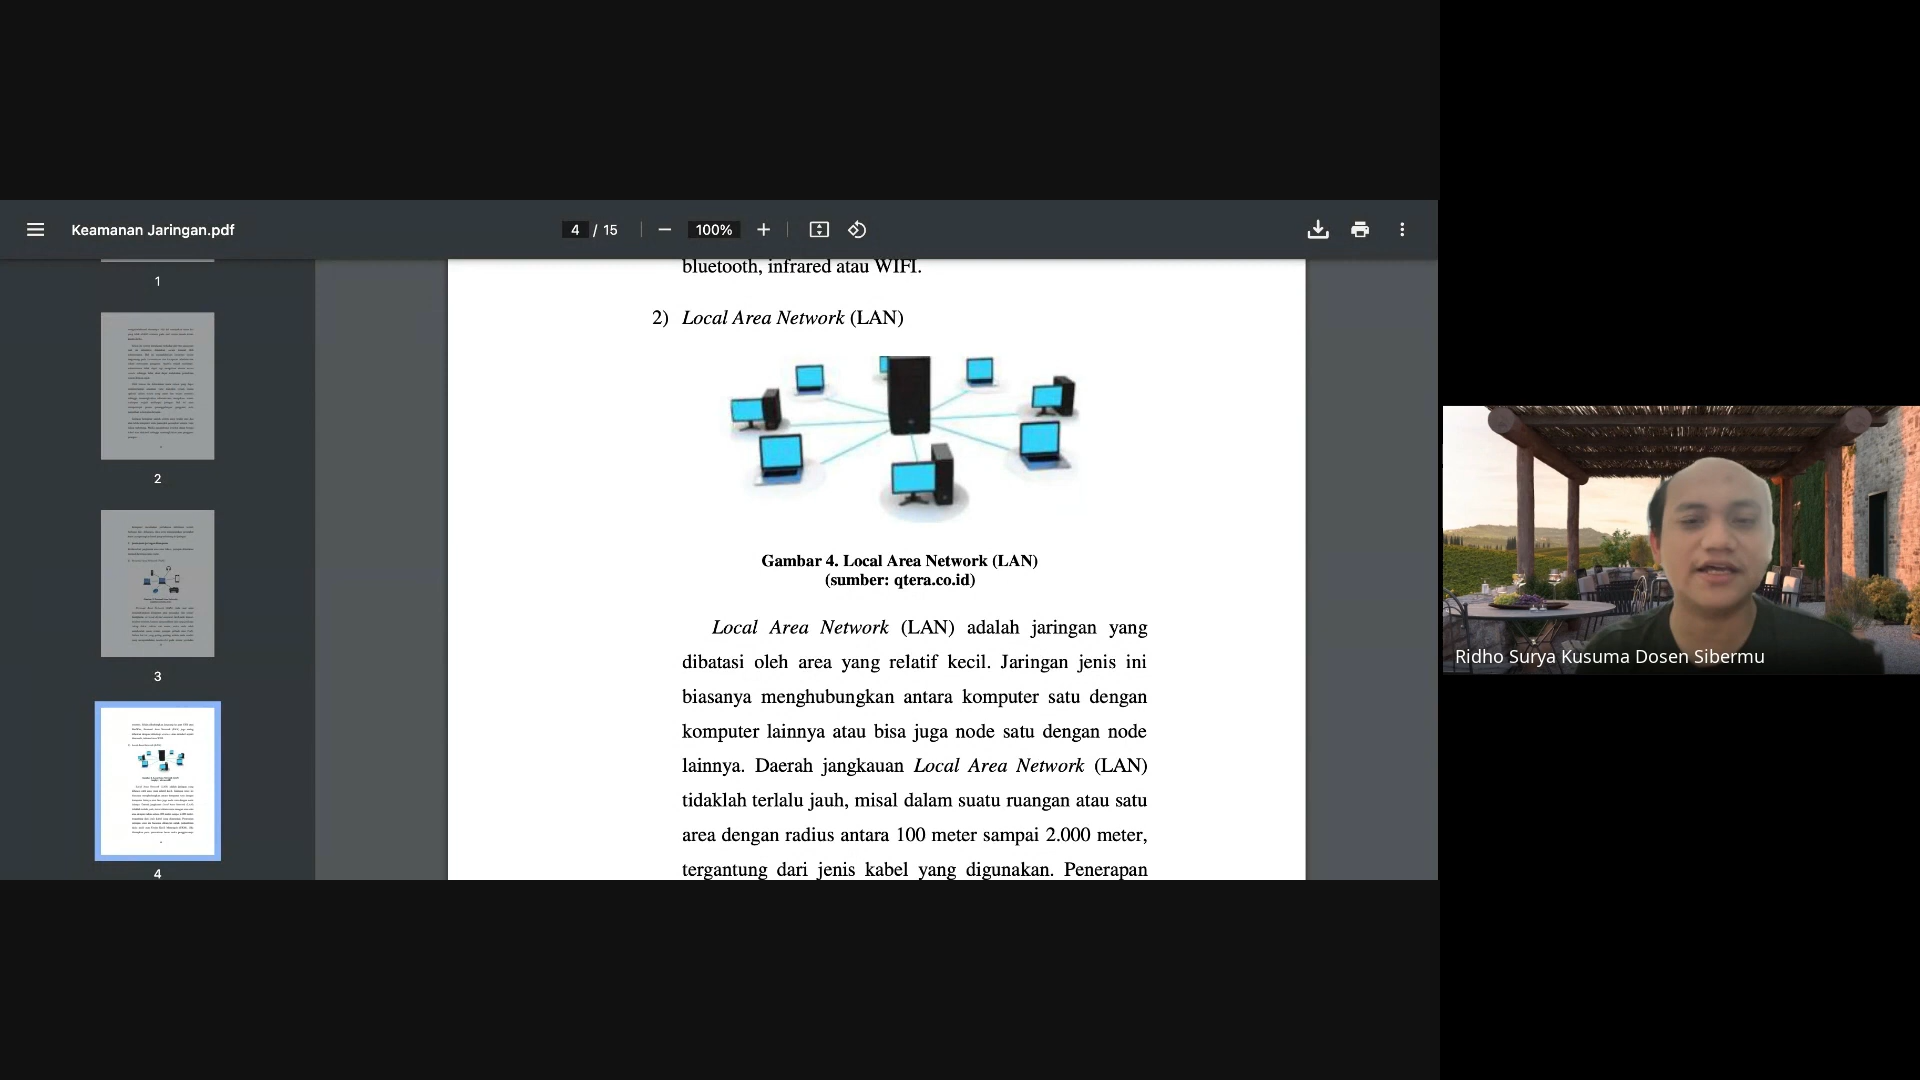 Keamanan Jaringan.pdf
4 / 15
100%
1
2
3
4
bluetooth, infrared atau WIFI.
2) Local Area Network (LAN)
Gambar 4. Local Area Network (LAN)
(sumber: qtera.co.id)
Local Area Network (LAN) adalah jaringan yang
dibatasi oleh area yang relatif kecil. Jaringan jenis ini
biasanya menghubungkan antara komputer satu dengan
komputer lainnya atau bisa juga node satu dengan node
lainnya. Daerah jangkauan Local Area Network (LAN)
tidaklah terlalu jauh, misal dalam suatu ruangan atau satu
area dengan radius antara 100 meter sampai 2.000 meter,
tergantung dari jenis kabel yang digunakan. Penerapan
Ridho Surya Kusuma Dosen Sibermu